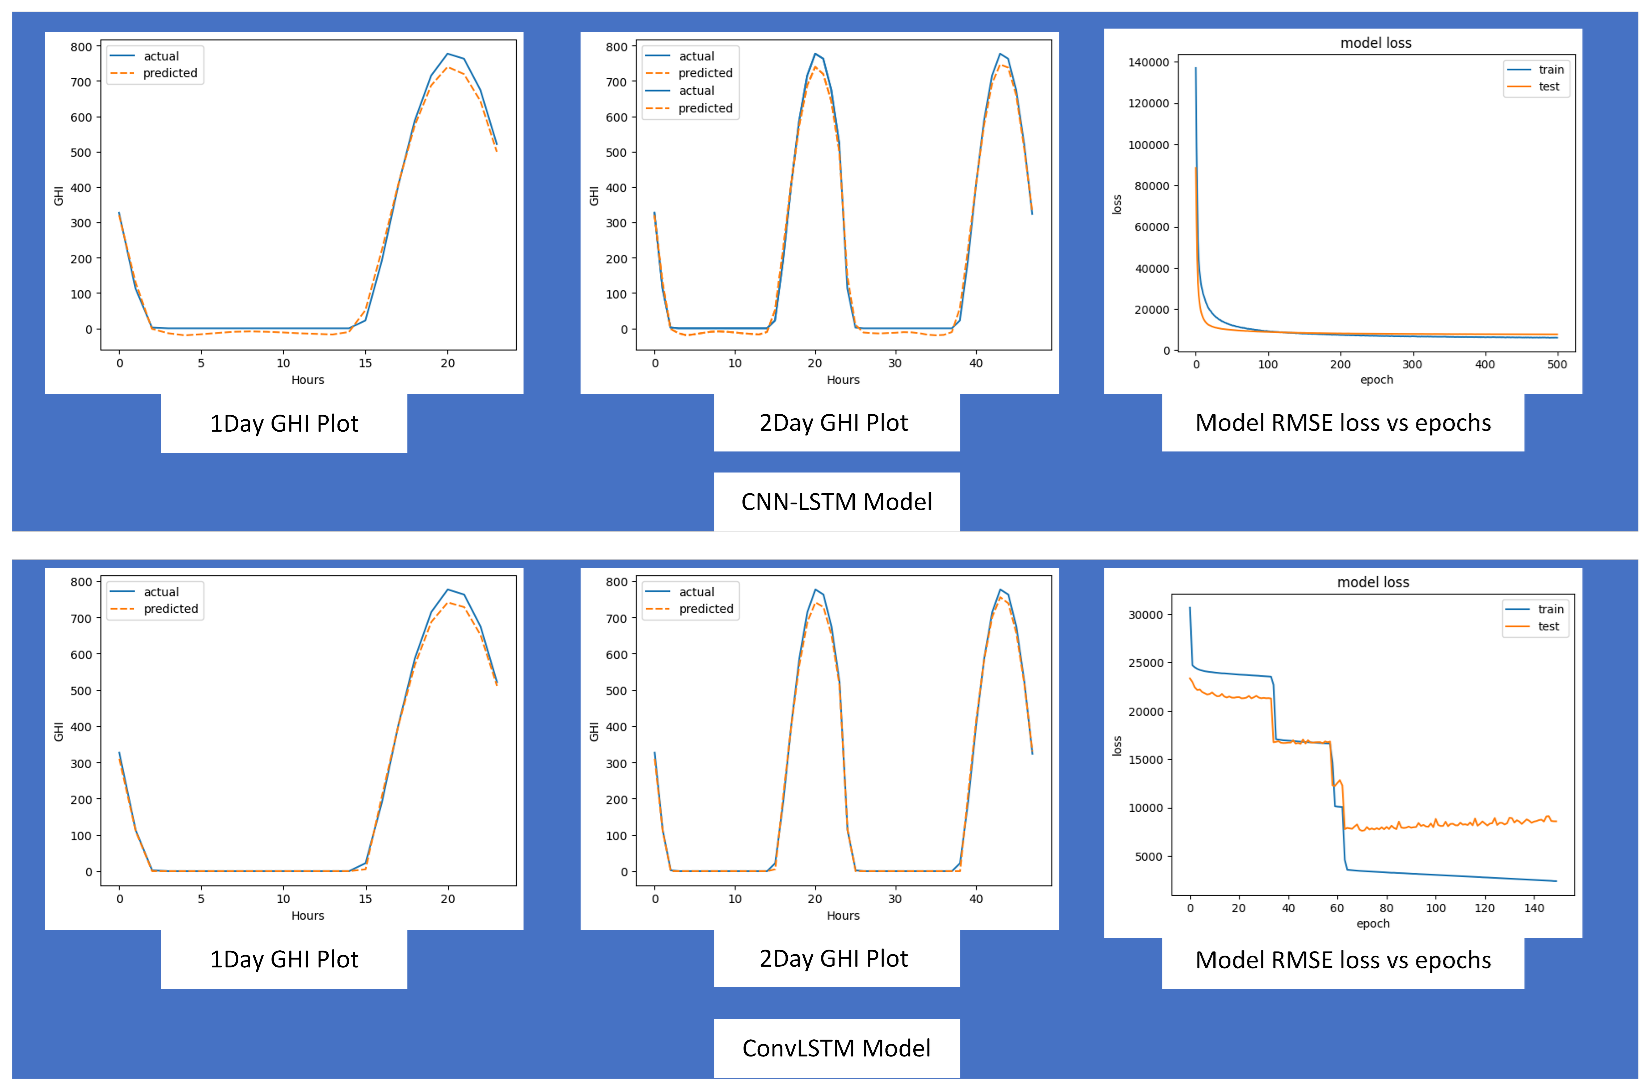 actual
predicted
800
700
600
500
400
300
200
100
0
GHI
0 5 10 15 20
Hours
1Day GHI Plot
actual
predicted
actual
predicted
800
700
600
500
400
300
200
100
0
GHI
0 10 20 30 40
Hours
2Day GHI Plot
model loss
train
test
140000
120000
100000
80000
60000
40000
20000
0
loss
0 100 200 300 400 500
epoch
Model RMSE loss vs epochs
CNN-LSTM Model
actual
predicted
800
700
600
500
400
300
200
100
0
GHI
0 5 10 15 20
Hours
1Day GHI Plot
actual
predicted
800
700
600
500
400
300
200
100
0
GHI
0 10 20 30 40
Hours
2Day GHI Plot
model loss
train
test
30000
25000
20000
15000
10000
5000
loss
0 20 40 60 80 100 120 140
epoch
Model RMSE loss vs epochs
ConvLSTM Model